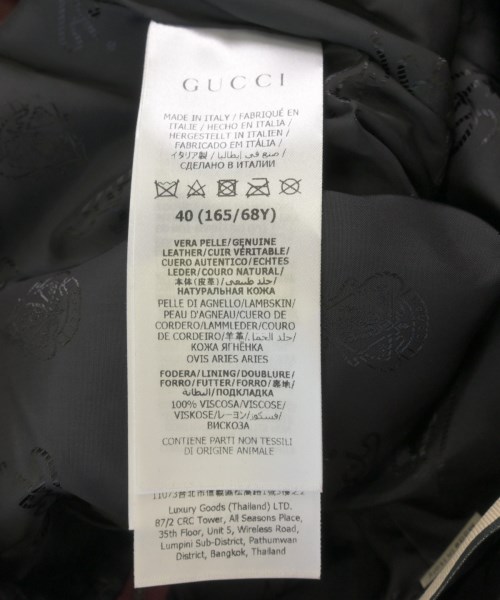 GUCCI
MADE IN ITALY / FABRIQUÉ EN
ITALIE / HECHO EN ITALIA /
HERGESTELLT IN ITALIEN /
FABRICADO EM ITÁLIA /
イタリア製 / صنع في إيطاليا /
СДЕЛАНО В ИТАЛИИ
40 (165/68Y)
VERA PELLE/GENUINE
LEATHER/CUIR VÉRITABLE/
CUERO AUTENTICO/ECHTES
LEDER/COURO NATURAL/
本体(皮革)/جلد طبيعي/
НАТУРАЛЬНАЯ КОЖА
PELLE DI AGNELLO/LAMBSKIN/
PEAU D'AGNEAU/CUERO DE
CORDERO/LAMMLEDER/COURO
DE CORDEIRO/羊革/جلد الحمل/
КОЖА ЯГНЁНКА
OVIS ARIES ARIES
FODERA/LINING/DOUBLURE/
FORRO/FUTTER/FORRO/裏地/
البطانة/ПОДКЛАДКА
100% VISCOSA/VISCOSE/
VISKOSE/レーヨン/فسكوز/
ВИСКОЗА
CONTIENE PARTI NON TESSILI
DI ORIGINE ANIMALE
Luxury Goods (Thailand) LTD.
87/2 CRC Tower, All Seasons Place,
35th Floor, Unit 5, Wireless Road,
Lumpini Sub-District, Pathumwan
District, Bangkok, Thailand